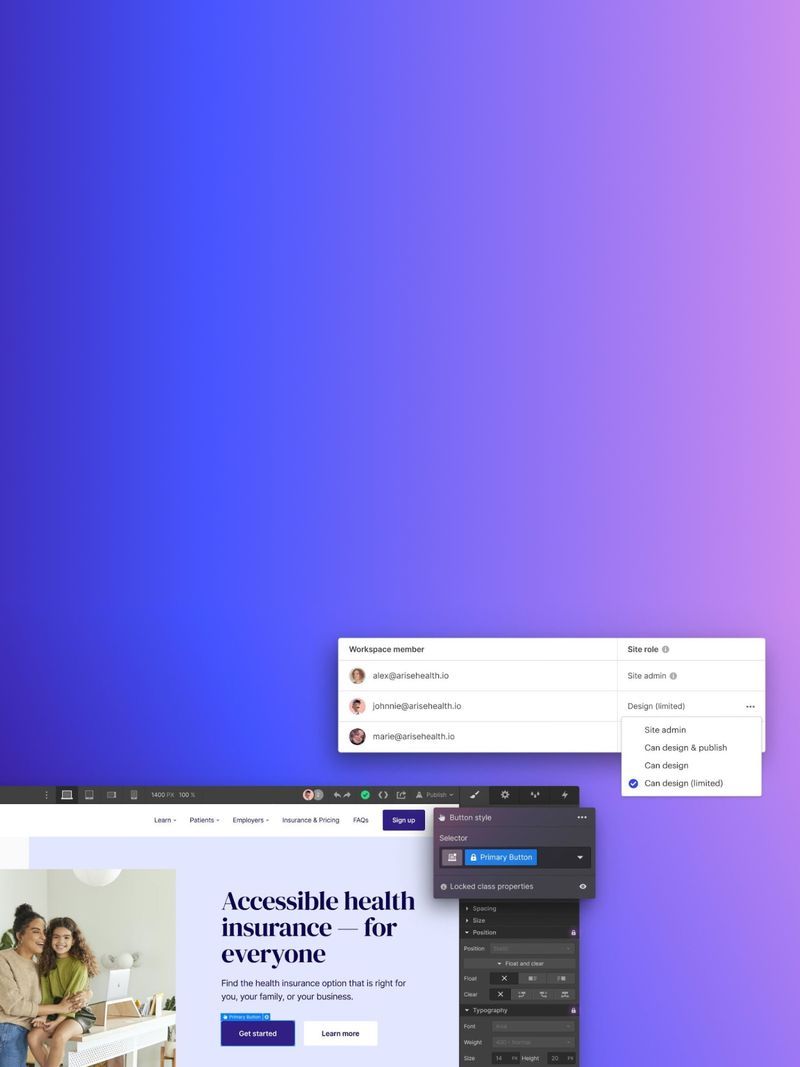 Workspace member
Site role
alex@arisehealth.io
Site admin
johnnie@arisehealth.io
Design (limited)
marie@arisehealth.io
Site admin
Can design & publish
Can design
Can design (limited)
1400 PX 100 %
Publish
Learn
Patients
Employers
Insurance & Pricing
FAQs
Sign up
Button style
Selector
Primary Button
Locked class properties
Accessible health
insurance — for
everyone
Find the health insurance option that is right for
you, your family, or your business.
Primary Button
Get started
Learn more
Spacing
Size
Position
Position
Static
Float and clear
Float
Clear
Typography
Font
Arial
Weight
400 - Normal
Size 14 PX Height 20 PX